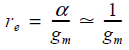 r_e = α/g_m ≃ 1/g_m